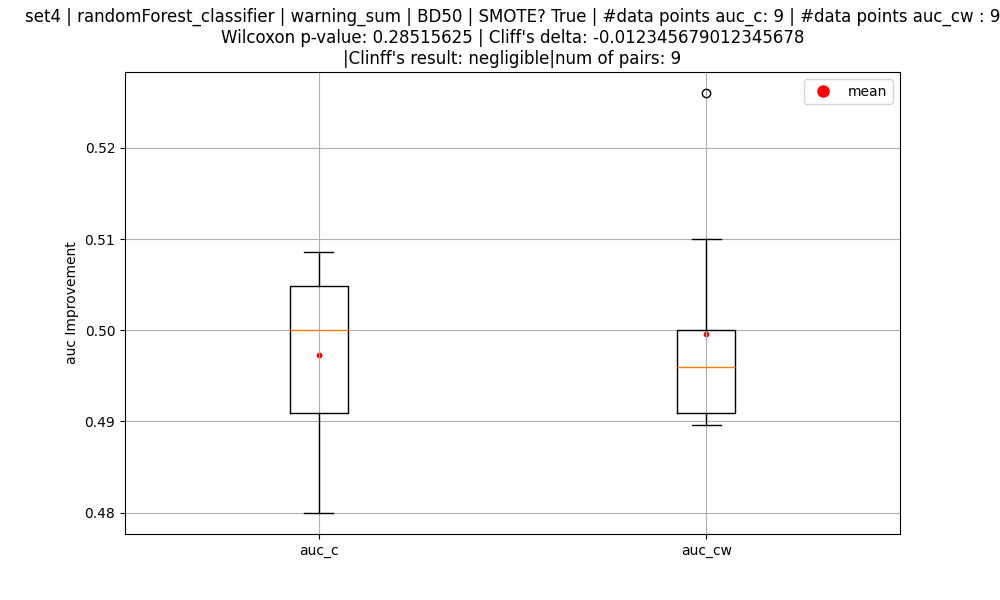 set4 | randomForest_classifier | warning_sum | BD50 | SMOTE? True | #data points auc_c: 9 | #data points auc_cw : 9
Wilcoxon p-value: 0.28515625 | Cliff's delta: -0.012345679012345678
|Clinff's result: negligible|num of pairs: 9
mean
0.52
0.51
0.50
0.49
0.48
auc Improvement
auc_c
auc_cw